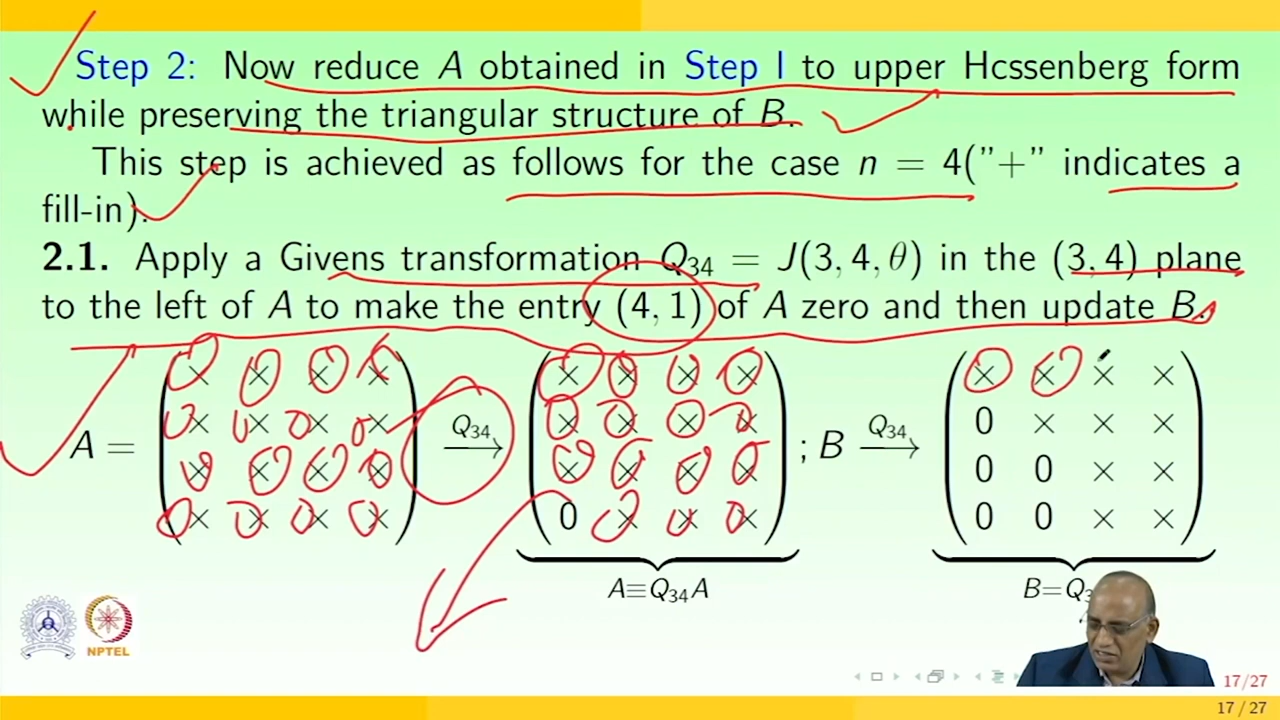 Step 2: Now reduce A obtained in Step I to upper Hcssenberg form
while preserving the triangular structure of B.
This step is achieved as follows for the case n = 4("+" indicates a
fill-in).
2.1. Apply a Givens transformation Q₃₄ = J(3, 4, θ) in the (3, 4) plane
to the left of A to make the entry (4, 1) of A zero and then update B.
× × × × × × × × × × × ×
× × × × × × × × 0 × × ×
A = Q₃₄ → ; B Q₃₄ →
× × × × × × × × 0 0 × ×
× × × × 0 × × × 0 0 × ×
A≡Q₃₄A B=Q₃
NPTEL
17/27
17 / 27